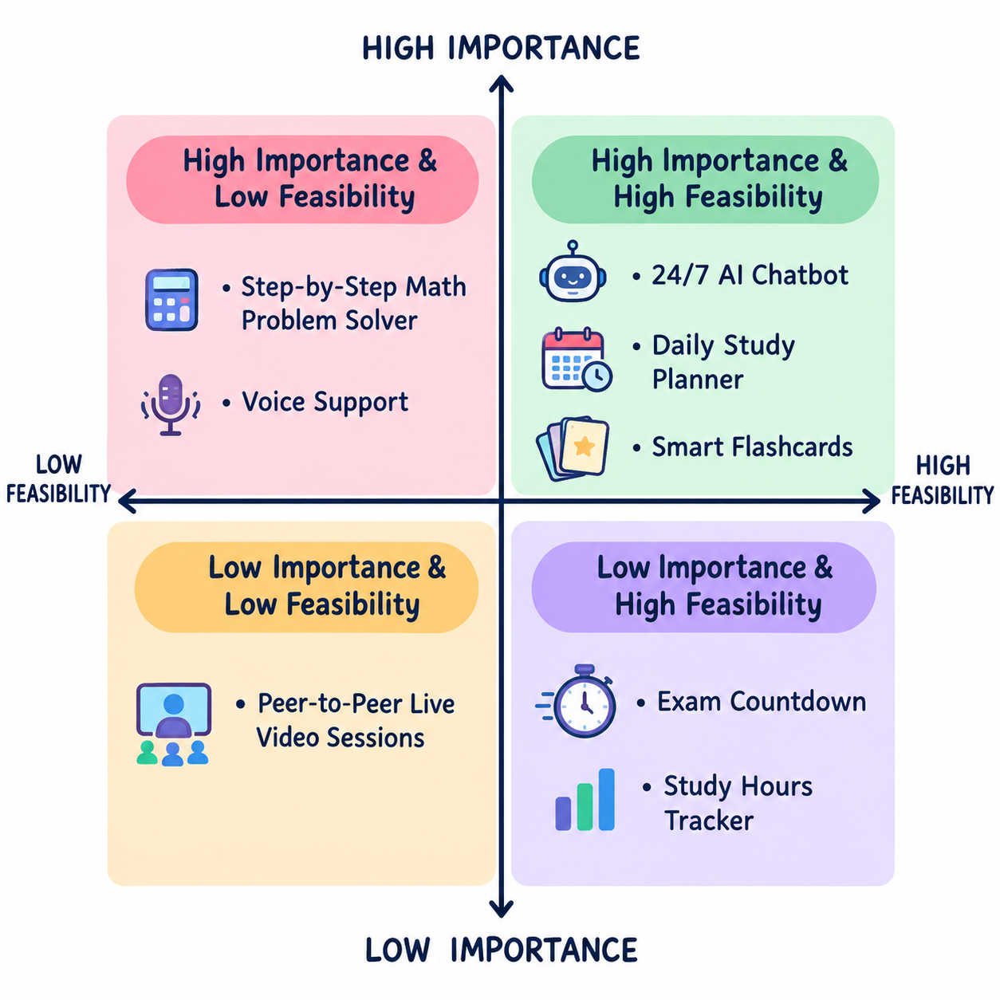 HIGH IMPORTANCE
High Importance &
Low Feasibility
• Step-by-Step Math
Problem Solver
• Voice Support
High Importance &
High Feasibility
• 24/7 AI Chatbot
• Daily Study
Planner
• Smart Flashcards
LOW
FEASIBILITY
HIGH
FEASIBILITY
Low Importance &
Low Feasibility
• Peer-to-Peer Live
Video Sessions
Low Importance &
High Feasibility
• Exam Countdown
• Study Hours
Tracker
LOW IMPORTANCE